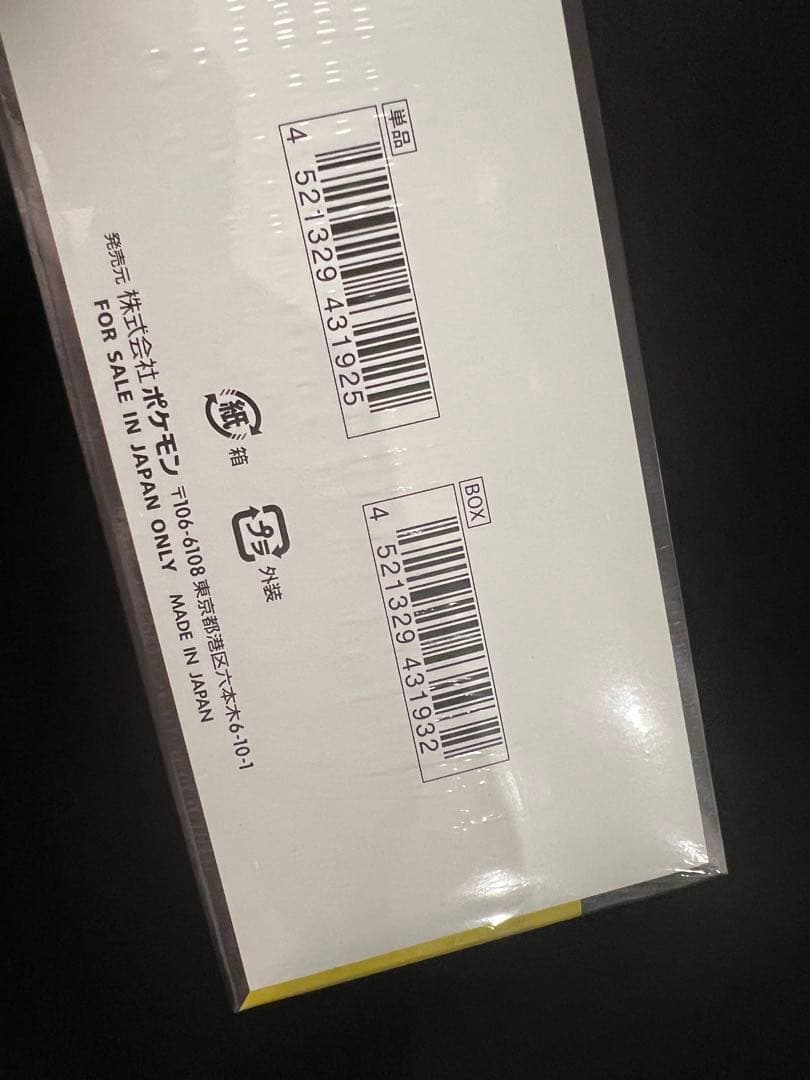 単品
4 521329 431925
BOX
4 521329 431932
紙
箱
プラ
外装
発売元 株式会社 ポケモン 〒106-6108 東京都港区六本木6-10-1
FOR SALE IN JAPAN ONLY MADE IN JAPAN